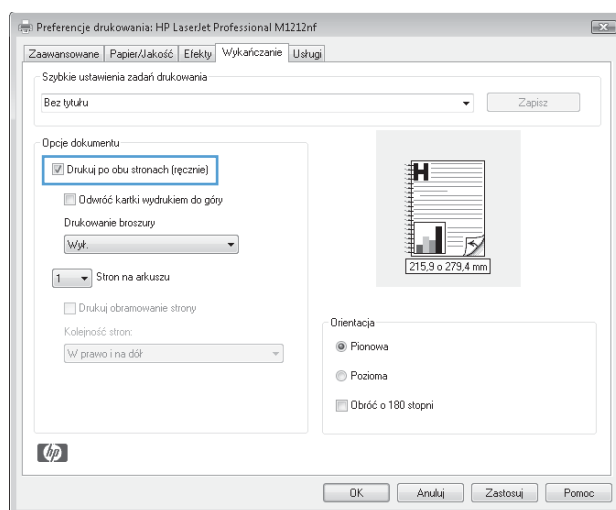 Preferencje drukowania: HP LaserJet Professional M1212nf
Zaawansowane Papier/Jakość Efekty Wykańczanie Usługi
Szybkie ustawienia zadań drukowania
Bez tytułu Zapisz
Opcje dokumentu
Drukuj po obu stronach (ręcznie)
Odwróć kartki wydrukiem do góry
Drukowanie broszury
Wył.
1 Stron na arkuszu
Drukuj obramowanie strony
Kolejność stron:
W prawo i na dół
H
215,9 o 279,4 mm
Orientacja
Pionowa
Pozioma
Obróć o 180 stopni
hp
OK Anuluj Zastosuj Pomoc